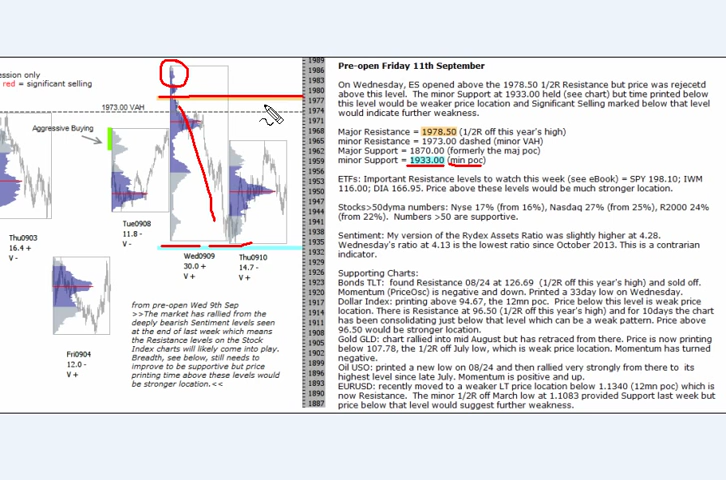 ession only
red = significant selling
1973.00 VAH
Aggressive Buying
Thu0903
16.4 +
V -
Tue0908
11.8 -
V -
Wed0909
30.0 +
V +
Thu0910
14.7 -
V +
Fri0904
12.0 -
V +
from pre-open Wed 9th Sep
>>The market has rallied from the
deeply bearish Sentiment levels seen
at the end of last week which means
the Resistance levels on the Stock
Index charts will likely come into play.
Breadth, see below, still needs to
improve to be supportive but price
printing time above these levels would
be stronger location.<<
1989
1986
1983
1980
1977
1974
1971
1968
1965
1962
1959
1956
1953
1950
1947
1944
1941
1938
1935
1932
1929
1926
1923
1920
1917
1914
1911
1908
1905
1902
1899
1896
1893
1890
1887
Pre-open Friday 11th September
On Wednesday, ES opened above the 1978.50 1/2R Resistance but price was rejecetd
above this level. The minor Support at 1933.00 held (see chart) but time printed below
this level would be weaker price location and Significant Selling marked below that level
would indicate further weakness.
Major Resistance = 1978.50 (1/2R off this year's high)
minor Resistance = 1973.00 dashed (minor VAH)
Major Support = 1870.00 (formerly the maj poc)
minor Support = 1933.00 (min poc)
ETFs: Important Resistance levels to watch this week (see eBook) = SPY 198.10; IWM
116.00; DIA 166.95. Price above these levels would be much stronger location.
Stocks>50dyma numbers: Nyse 17% (from 16%), Nasdaq 27% (from 25%), R2000 24%
(from 22%). Numbers >50 are supportive.
Sentiment: My version of the Rydex Assets Ratio was slightly higher at 4.28.
Wednesday's ratio at 4.13 is the lowest ratio since October 2013. This is a contrarian
indicator.
Supporting Charts:
Bonds TLT: found Resistance 08/24 at 126.69 (1/2R off this year's high) and sold off.
Momentum (PriceOsc) is negative and down. Printed a 33day low on Wednesday.
Dollar Index: printing above 94.67, the 12mn poc. Price below this level is weak price
location. There is Resistance at 96.50 (1/2R off this year's high) and for 10days the chart
has been consolidating just below that level which can be a weak pattern. Price above
96.50 would be stronger location.
Gold GLD: chart rallied into mid August but has retraced from there. Price is now printing
below 107.78, the 1/2R off July low, which is weak price location. Momentum has turned
negative.
Oil USO: printed a new low on 08/24 and then rallied very strongly from there to its
highest level since late July. Momentum is positive and up.
EURUSD: recently moved to a weaker LT price location below 1.1340 (12mn poc) which is
now Resistance. The minor 1/2R off March low at 1.1083 provided Support last week but
price below that level would suggest further weakness.